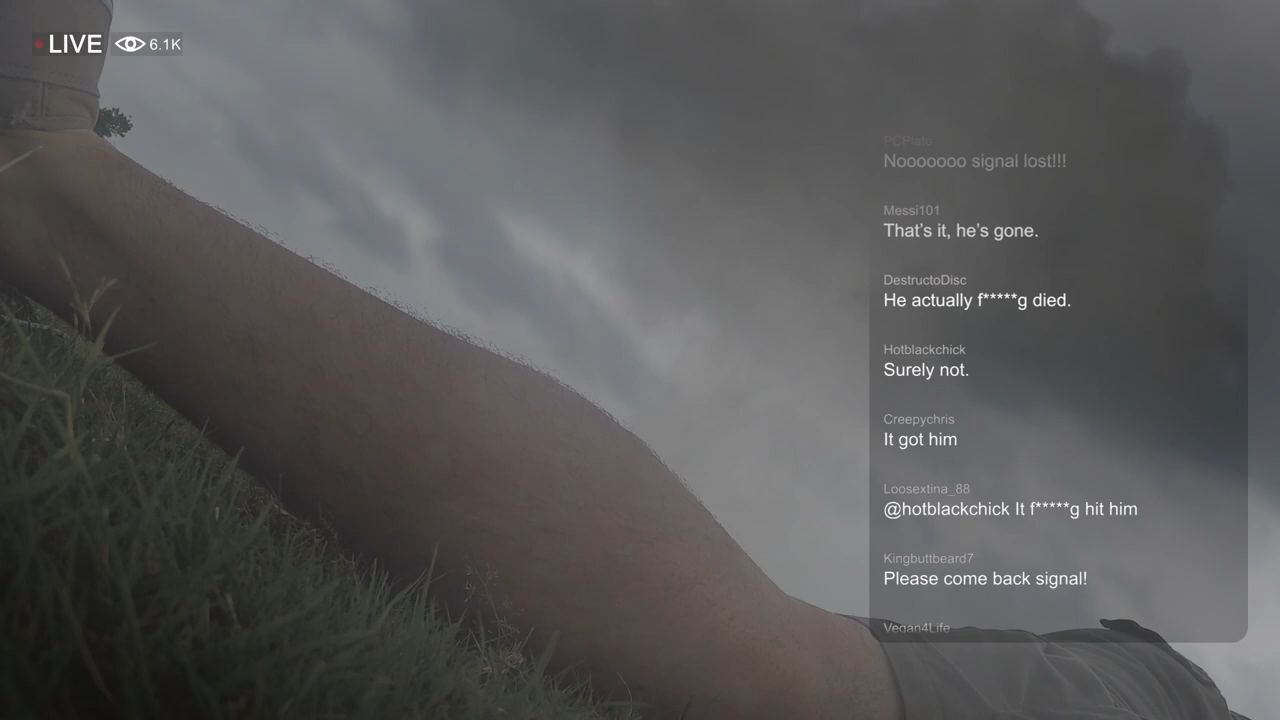 LIVE 6.1K
PCPlato
Nooooooo signal lost!!!
Messi101
That's it, he's gone.
DestructoDisc
He actually f*****g died.
Hotblackchick
Surely not.
Creepychris
It got him
Loosextina_88
@hotblackchick It f*****g hit him
Kingbuttbeard7
Please come back signal!
Vegan4Life